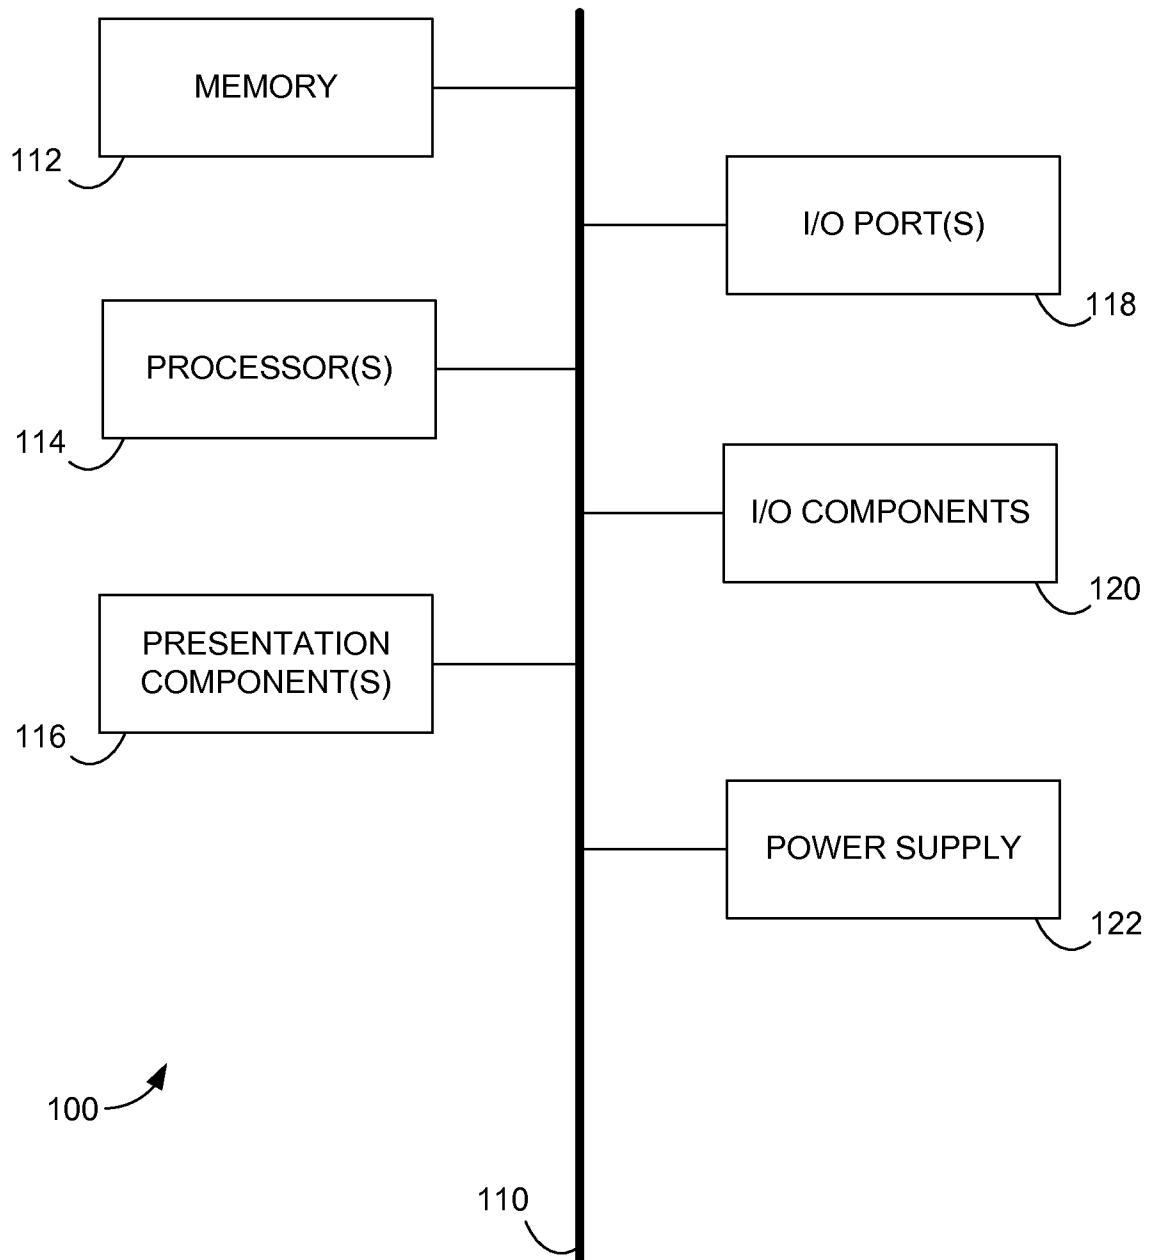 MEMORY
112
I/O PORT(S)
118
PROCESSOR(S)
114
I/O COMPONENTS
120
PRESENTATION
COMPONENT(S)
116
POWER SUPPLY
122
100
110